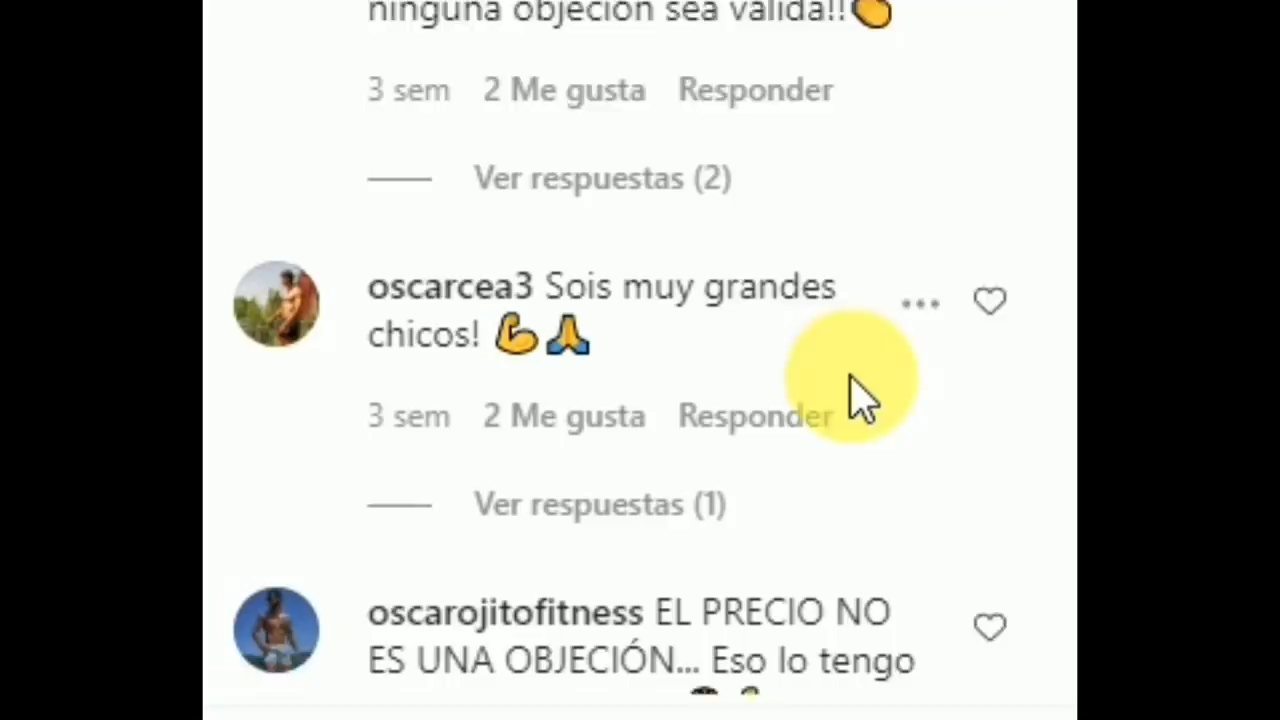 ninguna objeción sea válida!!👏
3 sem 2 Me gusta Responder
Ver respuestas (2)
oscarcea3 Sois muy grandes
chicos! 💪🙏
3 sem 2 Me gusta Responder
Ver respuestas (1)
oscarojitofitness EL PRECIO NO
ES UNA OBJECIÓN... Eso lo tengo